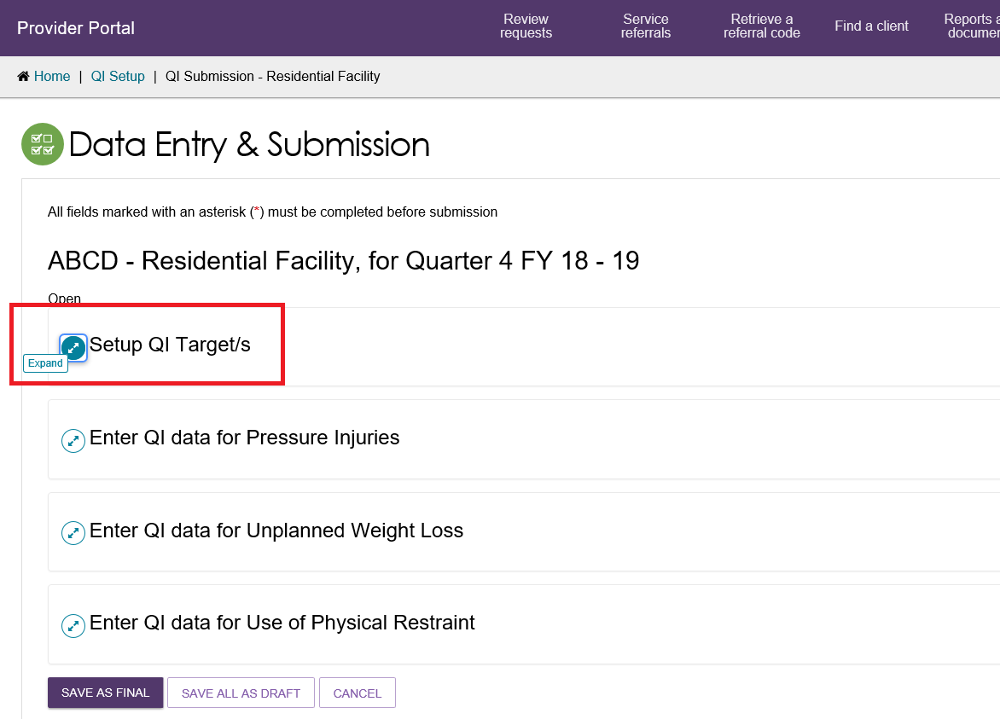 Provider Portal
Review requests
Service referrals
Retrieve a referral code
Find a client
Reports
Home | QI Setup | QI Submission - Residential Facility
Data Entry & Submission
All fields marked with an asterisk (*) must be completed before submission
ABCD - Residential Facility, for Quarter 4 FY 18 - 19
Open
Setup QI Target/s
Expand
Enter QI data for Pressure Injuries
Enter QI data for Unplanned Weight Loss
Enter QI data for Use of Physical Restraint
SAVE AS FINAL
SAVE ALL AS DRAFT
CANCEL